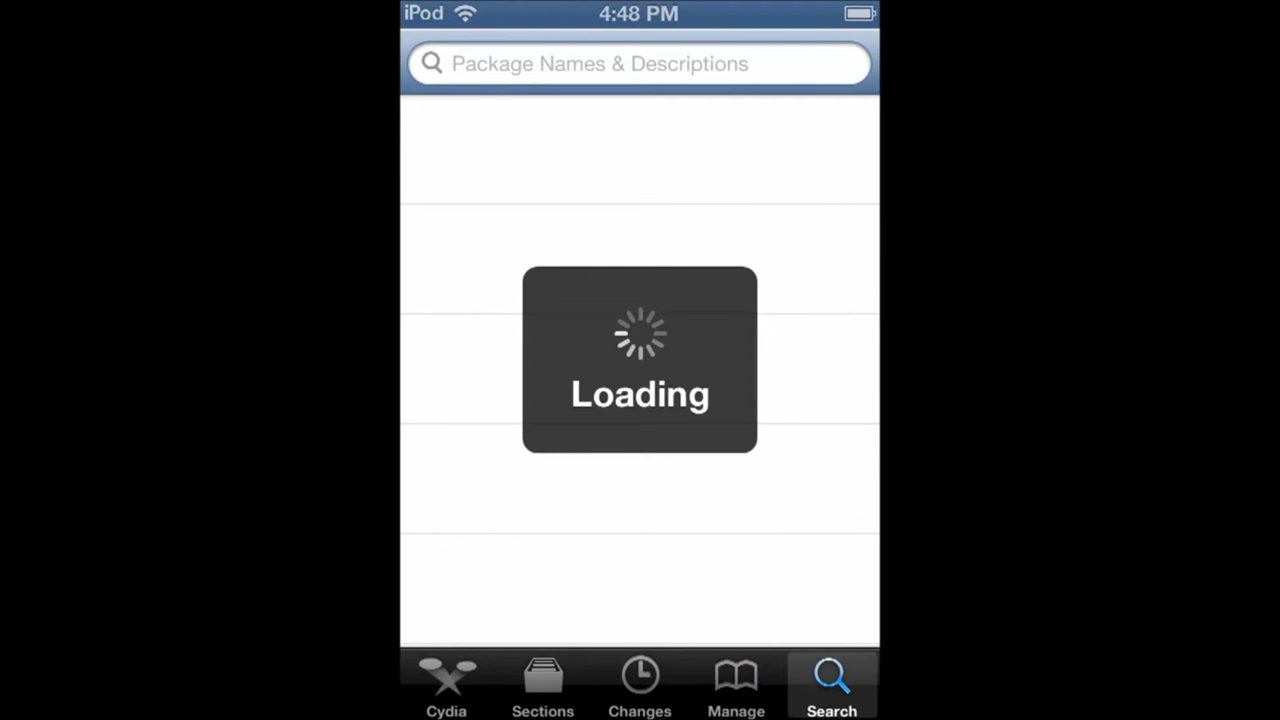 iPod 4:48 PM
Package Names & Descriptions
Loading
Cydia Sections Changes Manage Search